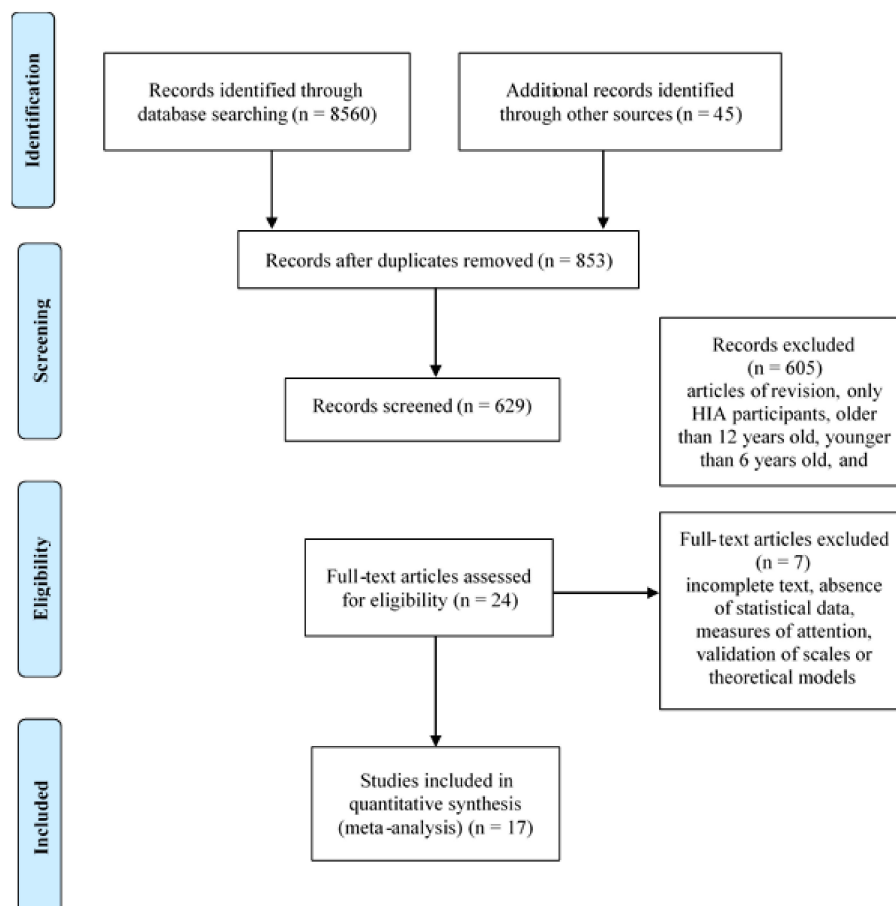 Identification
Records identified through
database searching (n = 8560)
Additional records identified
through other sources (n = 45)
Screening
Records after duplicates removed (n = 853)
Records screened (n = 629)
Records excluded
(n = 605)
articles of revision, only
HIA participants, older
than 12 years old, younger
than 6 years old, and
Eligibility
Full-text articles assessed
for eligibility (n = 24)
Full-text articles excluded
(n = 7)
incomplete text, absence
of statistical data,
measures of attention,
validation of scales or
theoretical models
Included
Studies included in
quantitative synthesis
(meta-analysis) (n = 17)